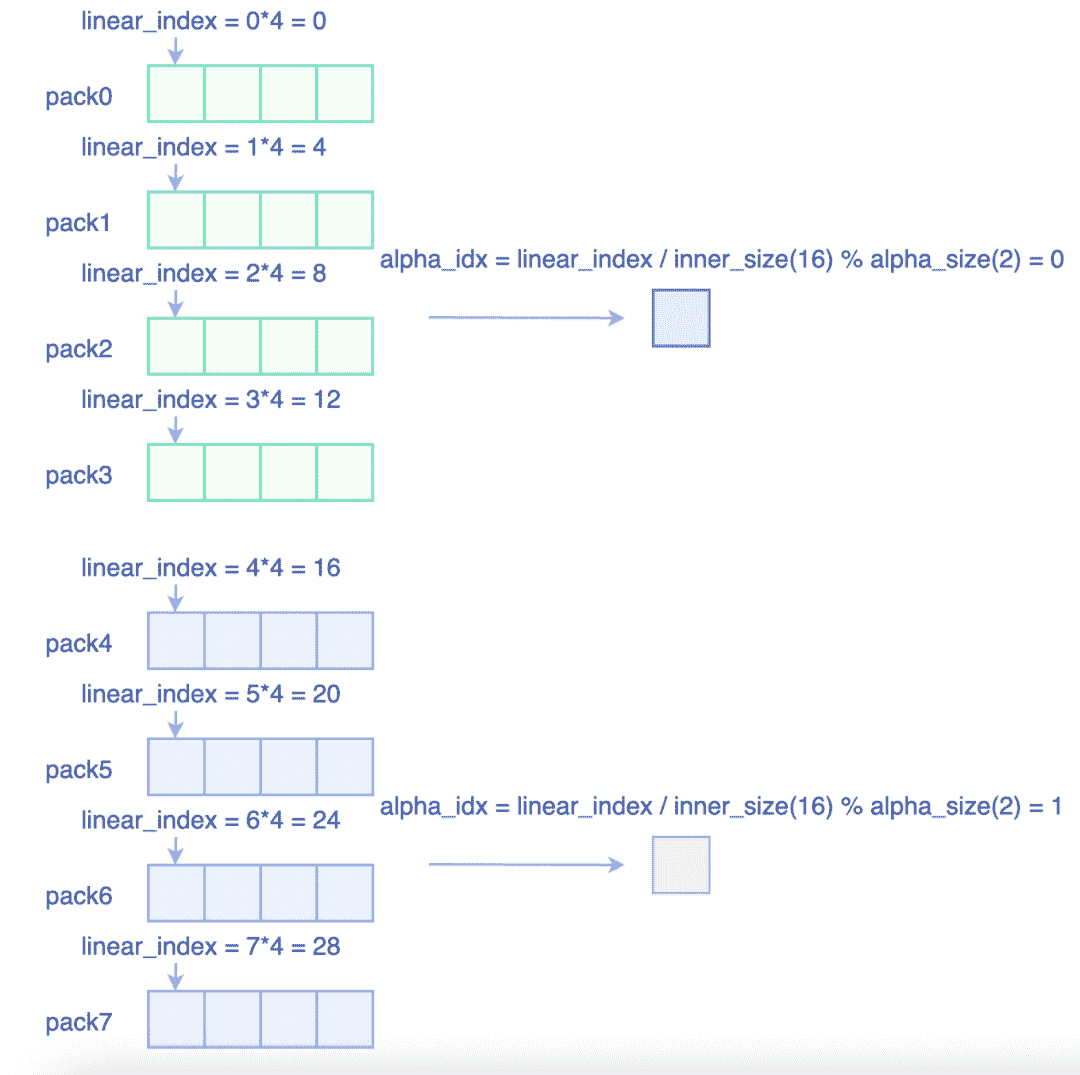 linear_index = 0*4 = 0
pack0
linear_index = 1*4 = 4
pack1
alpha_idx = linear_index / inner_size(16) % alpha_size(2) = 0
linear_index = 2*4 = 8
pack2
linear_index = 3*4 = 12
pack3
linear_index = 4*4 = 16
pack4
linear_index = 5*4 = 20
pack5
alpha_idx = linear_index / inner_size(16) % alpha_size(2) = 1
linear_index = 6*4 = 24
pack6
linear_index = 7*4 = 28
pack7